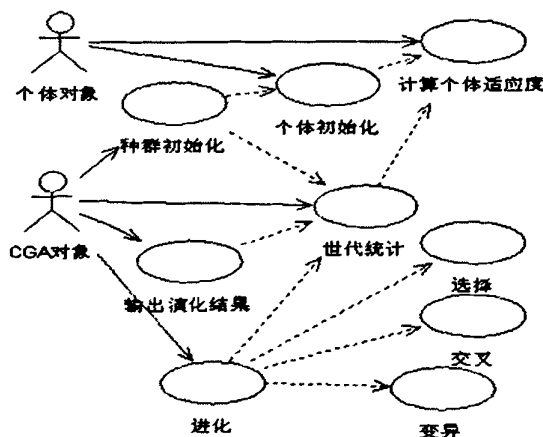 个体对象
计算个体适应度
个体初始化
种群初始化
CGA对象
世代统计
选择
输出演化结果
交叉
进化
变异